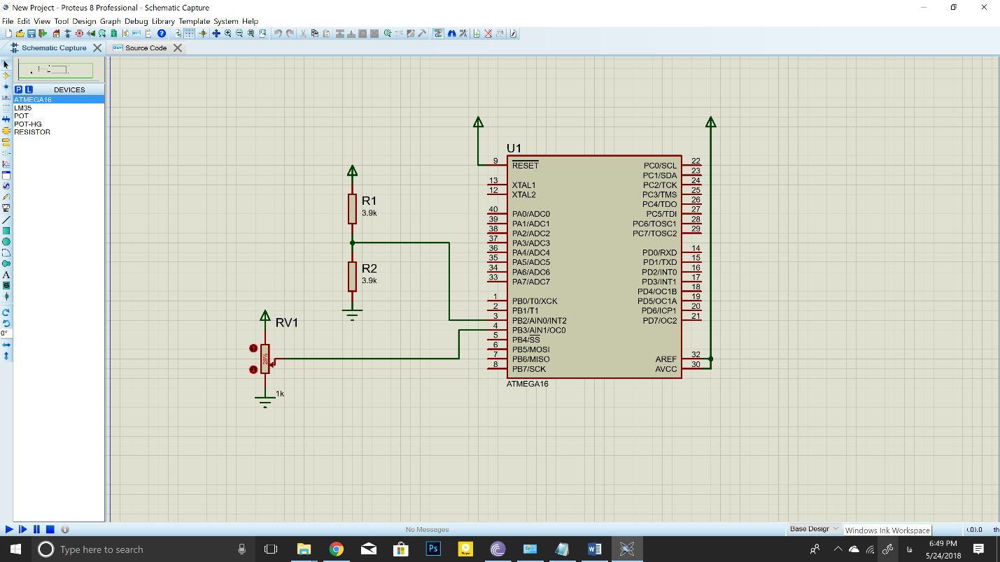 New Project - Proteus 8 Professional - Schematic Capture
File Edit View Tool Design Graph Debug Library Template System Help
Schematic Capture
Source Code
P L DEVICES
ATMEGA16
LM35
POT
POT-HG
RESISTOR
LBL
A
S
0°
R1
3.9k
R2
3.9k
RV1
28%
1k
U1
9 RESET
13 XTAL1
12 XTAL2
40 PA0/ADC0
39 PA1/ADC1
38 PA2/ADC2
37 PA3/ADC3
36 PA4/ADC4
35 PA5/ADC5
34 PA6/ADC6
33 PA7/ADC7
1 PB0/T0/XCK
2 PB1/T1
3 PB2/AIN0/INT2
4 PB3/AIN1/OC0
5 PB4/SS
6 PB5/MOSI
7 PB6/MISO
8 PB7/SCK
PC0/SCL 22
PC1/SDA 23
PC2/TCK 24
PC3/TMS 25
PC4/TDO 26
PC5/TDI 27
PC6/TOSC1 28
PC7/TOSC2 29
PD0/RXD 14
PD1/TXD 15
PD2/INT0 16
PD3/INT1 17
PD4/OC1B 18
PD5/OC1A 19
PD6/ICP1 20
PD7/OC2 21
AREF 32
AVCC 30
ATMEGA16
No Messages
Base Design
Windows Ink Workspace
th
Type here to search
Ps
6:49 PM
5/24/2018